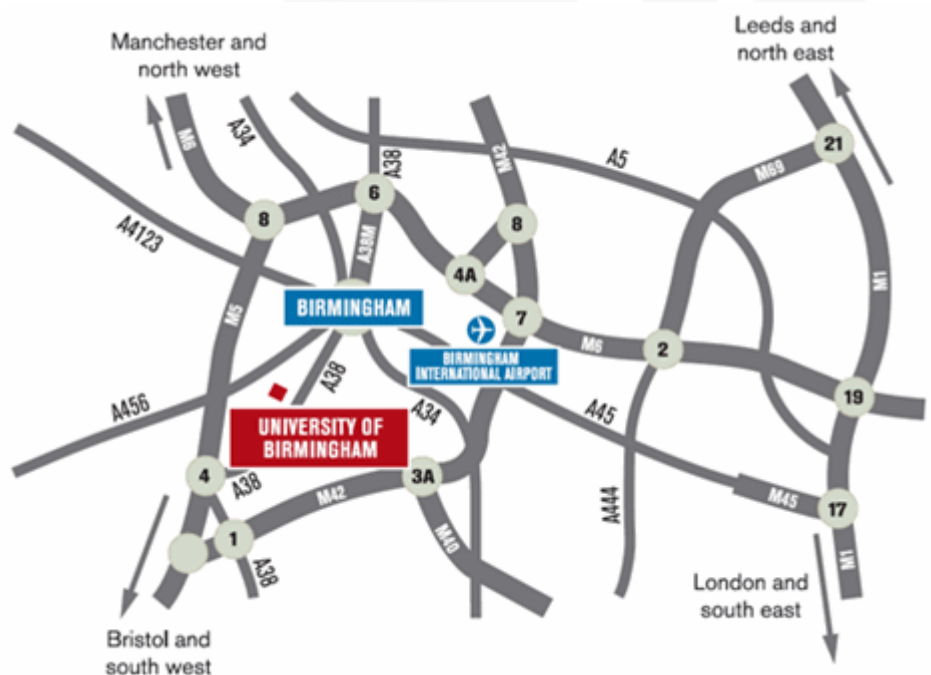 Manchester and
north west
Leeds and
north east
M6
A34
A38
M42
A5
21
M69
8
6
A4123
A38M
8
4A
M1
M5
BIRMINGHAM
7
M6
2
BIRMINGHAM
INTERNATIONAL AIRPORT
A38
19
A456
A34
A45
UNIVERSITY OF
BIRMINGHAM
4
A38
3A
M42
A444
M45
17
1
M40
A38
M1
London and
south east
Bristol and
south west